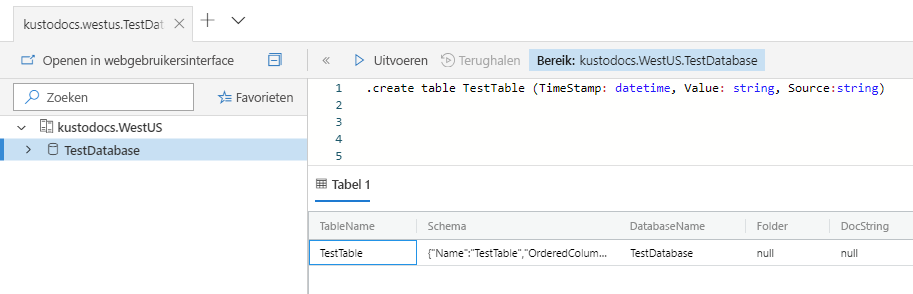 kustodocs.westus.TestDat
Openen in webgebruikersinterface
Uitvoeren
Terughalen
Bereik: kustodocs.WestUS.TestDatabase
Zoeken
Favorieten
kustodocs.WestUS
TestDatabase
1 .create table TestTable (TimeStamp: datetime, Value: string, Source:string)
2
3
4
5
Tabel 1
TableName Schema DatabaseName Folder DocString
TestTable {"Name":"TestTable","OrderedColum... TestDatabase null null